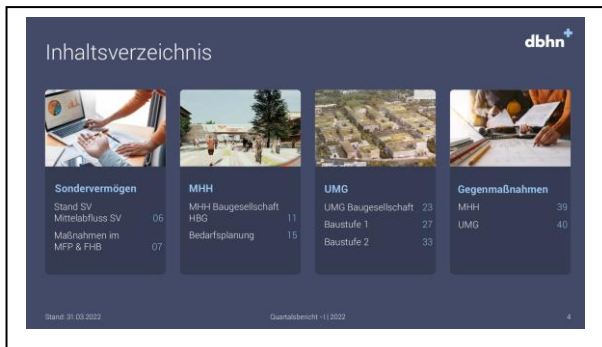 Inhaltsverzeichnis
dbhn+
Sondervermögen
Stand SV
Mittelabfluss SV 06
Maßnahmen im
MFP & FHB 07
MHH
MHH Baugesellschaft
HBG 11
Bedarfsplanung 15
UMG
UMG Baugesellschaft 23
Baustufe 1 27
Baustufe 2 33
Gegenmaßnahmen
MHH 39
UMG 40
Stand: 31.03.2022
Quartalsbericht - I | 2022
4